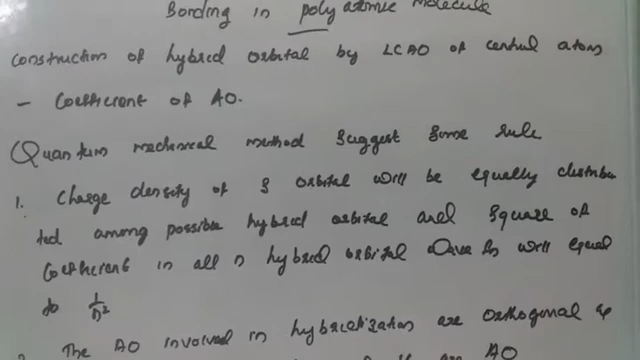 Bonding in polyatomic molecule
construction of hybrid orbital by LCAO of central atom
- Coefficient of AO.
Quantum mechanical method suggest some rule
1. Charge density of s orbital will be equally distribu
ted among possible hybrid orbital and square of
coefficient in all n hybrid orbital wave fn will equal
to 1/n²
The AO involved in hybridization are orthogonal &
AO